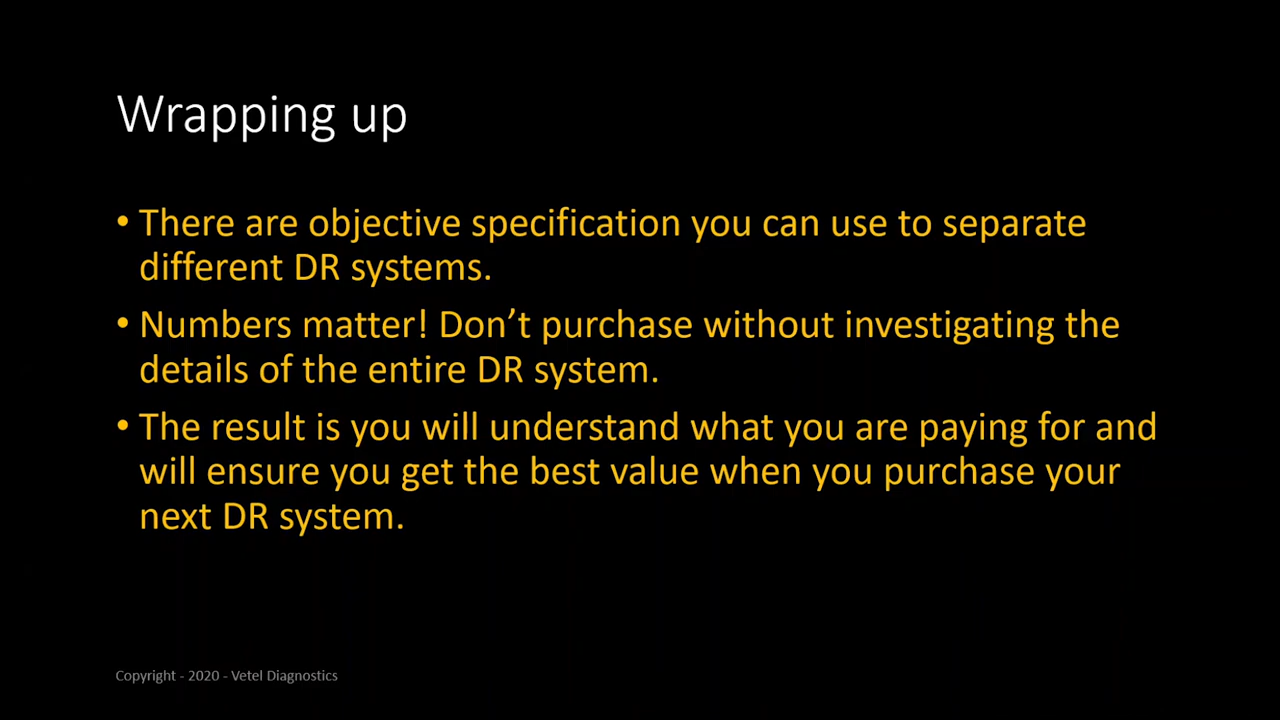 Wrapping up
• There are objective specification you can use to separate
different DR systems.
• Numbers matter! Don’t purchase without investigating the
details of the entire DR system.
• The result is you will understand what you are paying for and
will ensure you get the best value when you purchase your
next DR system.
Copyright - 2020 - Vetel Diagnostics